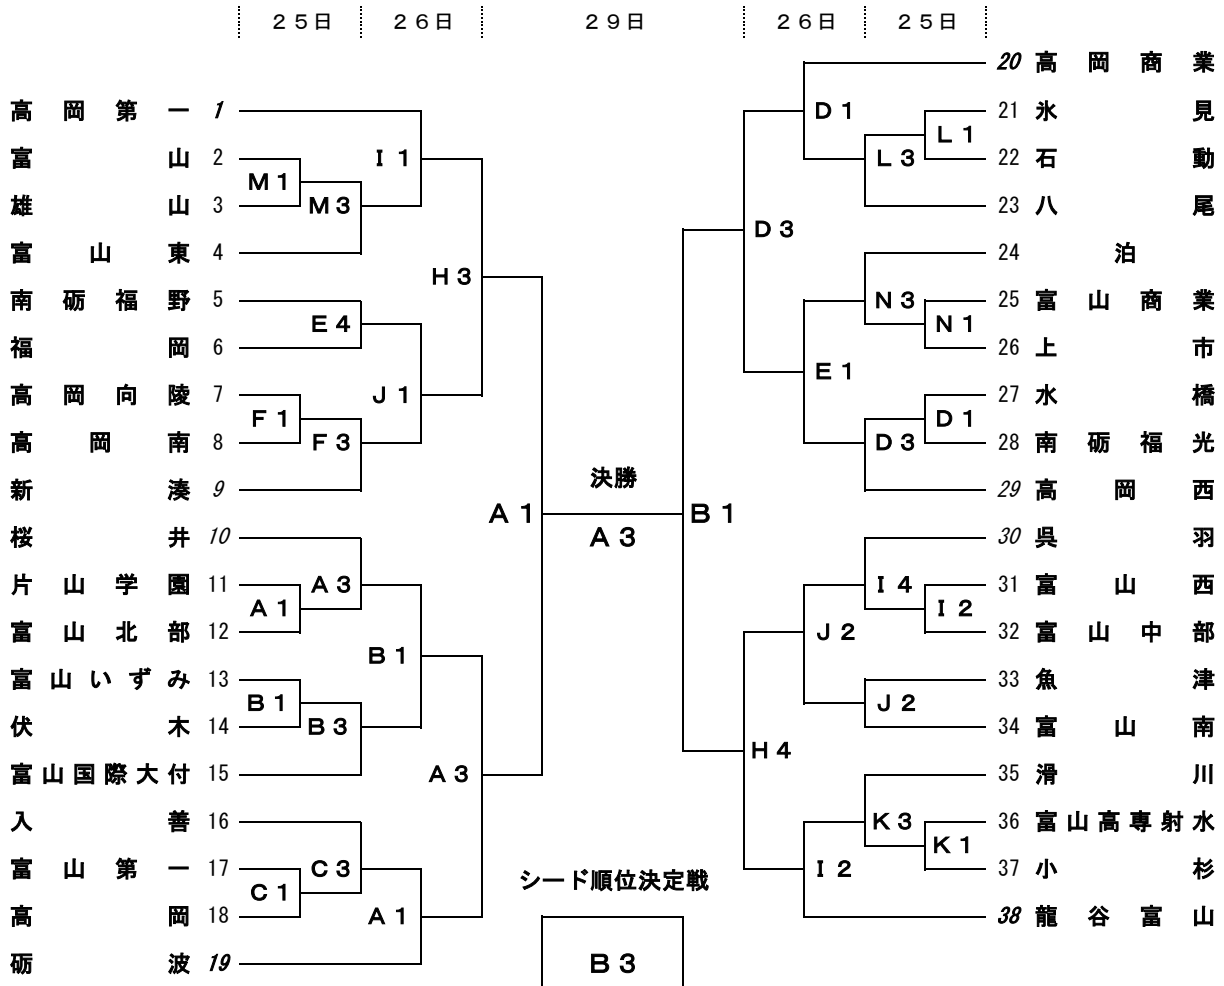 25日 26日 29日 26日 25日
20 高岡商業
高岡第一 1 D1 21 氷見
L1
富山 2 I1 L3 22 石動
M1
雄山 3 M3 23 八尾
D3
富山東 4 24 泊
H3
南砺福野 5 N3 25 富山商業
E4 N1
福岡 6 26 上市
E1
高岡向陵 7 J1 27 水橋
F1 D1
高岡南 8 F3 D3 28 南砺福光
決勝
新湊 9 29 高岡西
A1 B1
桜井 10 A3 30 呉羽
片山学園 11 A3 I4 31 富山西
A1 I2
富山北部 12 32 富山中部
J2
B1
富山いずみ 13 33 魚津
B1 J2
伏木 14 B3 34 富山南
H4
富山国際大付 15 A3 35 滑川
入善 16 K3 36 富山高専射水
K1
富山第一 17 C3 I2 37 小杉
シード順位決定戦
C1
高岡 18 A1 38 龍谷富山
砺波 19 B3